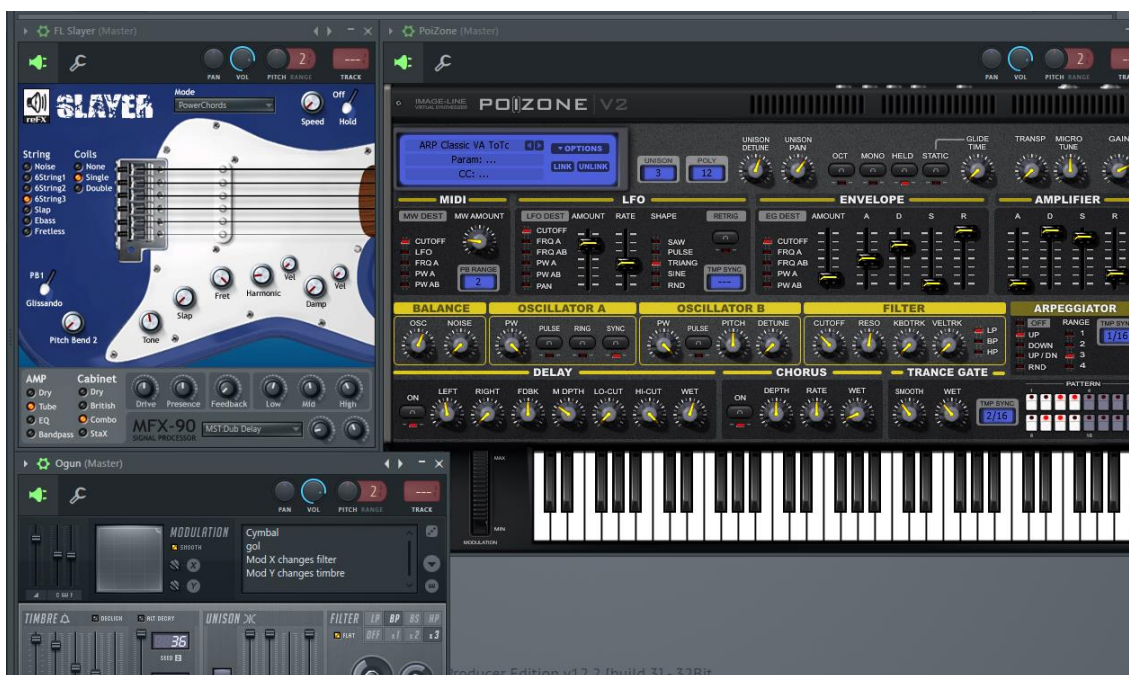 FL Slayer (Master)
PAN VOL PITCH RANGE 2 --- TRACK
reFX
SLAYER
Mode
PowerChords
Speed
Off
Hold
String
Noise
6String1
6String2
6String3
Slap
Ebass
Fretless
Coils
None
Single
Double
PB1
Glissando
Pitch Bend 2
Tone
Slap
Fret
Harmonic
Vel
Damp
Vel
AMP
Dry
Tube
EQ
Bandpass
Cabinet
Dry
British
Combo
StaX
Drive Presence Feedback Low Mid High
MFX-90
SIGNAL PROCESSOR
MST:Dub Delay
PoiZone (Master)
PAN VOL PITCH RANGE 2 ---
IMAGE-LINE
VIRTUAL SYNTHESIZER
POIZONE V2
ARP Classic VA ToTc
Param: ...
CC: ...
OPTIONS
LINK UNLINK
UNISON
3
POLY
12
UNISON DETUNE
UNISON PAN
OCT MONO HELD STATIC
GLIDE TIME
TRANSP
MICRO TUNE
GAIN
MIDI
MW DEST MW AMOUNT
CUTOFF
LFO
FRQ A
PW A
PW AB
PB RANGE
2
LFO
LFO DEST AMOUNT RATE SHAPE RETRIG
CUTOFF
FRQ A
FRQ AB
PW A
PW AB
PAN
SAW
PULSE
TRIANG
SINE
RND
TMP SYNC
---
ENVELOPE
EG DEST AMOUNT A D S R
CUTOFF
FRQ A
FRQ AB
PW A
PW AB
AMPLIFIER
A D S R
BALANCE
OSC NOISE
OSCILLATOR A
PW PULSE RING SYNC
OSCILLATOR B
PW PULSE PITCH DETUNE
FILTER
CUTOFF RESO KBOTRK VELTRK
LP
BP
HP
ARPEGGIATOR
OFF
UP
DOWN
UP / DN
RND
RANGE
1
2
3
4
TMP SYNC
1/16
DELAY
ON LEFT RIGHT FDBK M DPTH LO-CUT HI-CUT WET
CHORUS
ON DEPTH RATE WET
TRANCE GATE
SMOOTH WET
TMP SYNC
2/16
PATTERN
MAX
MIN
MODULATION
Ogun (Master)
PAN VOL PITCH RANGE 2 --- TRACK
MODULATION
SMOOTH
X
Y
Cymbal
gol
Mod X changes filter
Mod Y changes timbre
TIMBRE
DECLICK
ALT DECAY
36
SEED
UNISON
FILTER LP BP BS HP
FLAT OFF x1 x2 x3
Producer Edition v12.2 [build 3] - 32Bit